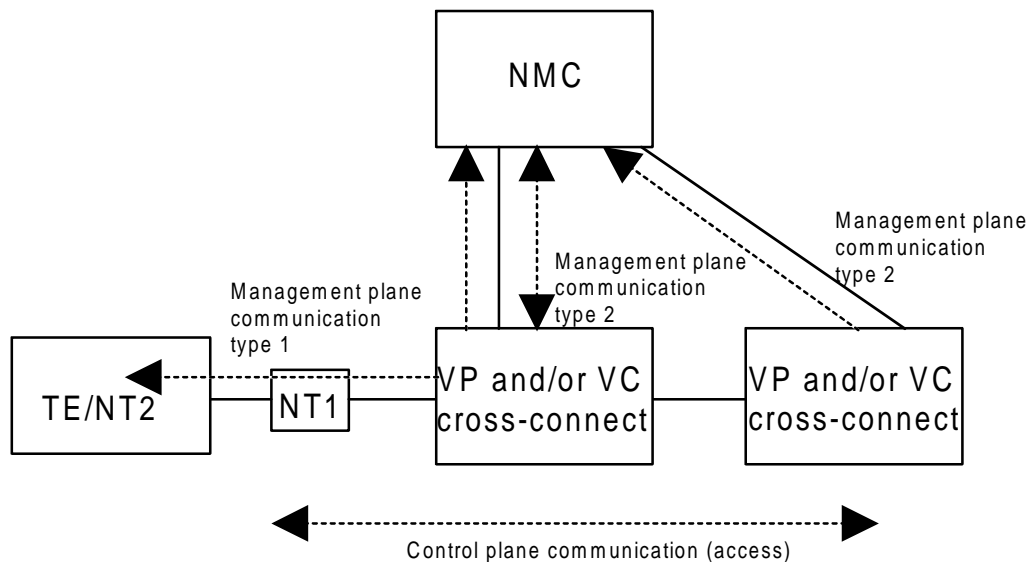 NMC
Management plane
communication
type 2
Management plane
communication
type 2
Management plane
communication
type 1
TE/NT2
NT1
VP and/or VC
cross-connect
VP and/or VC
cross-connect
Control plane communication (access)